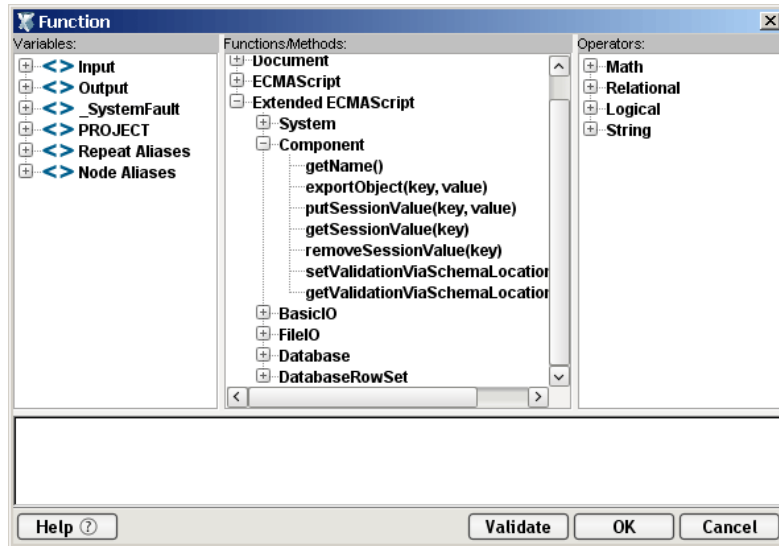 Function
Variables:
Input
Output
_SystemFault
PROJECT
Repeat Aliases
Node Aliases
Functions/Methods:
Document
ECMAScript
Extended ECMAScript
System
Component
getName()
exportObject(key, value)
putSessionValue(key, value)
getSessionValue(key)
removeSessionValue(key)
setValidationViaSchemaLocation
getValidationViaSchemaLocation
BasicIO
FileIO
Database
DatabaseRowSet
Operators:
Math
Relational
Logical
String
Help ?
Validate
OK
Cancel